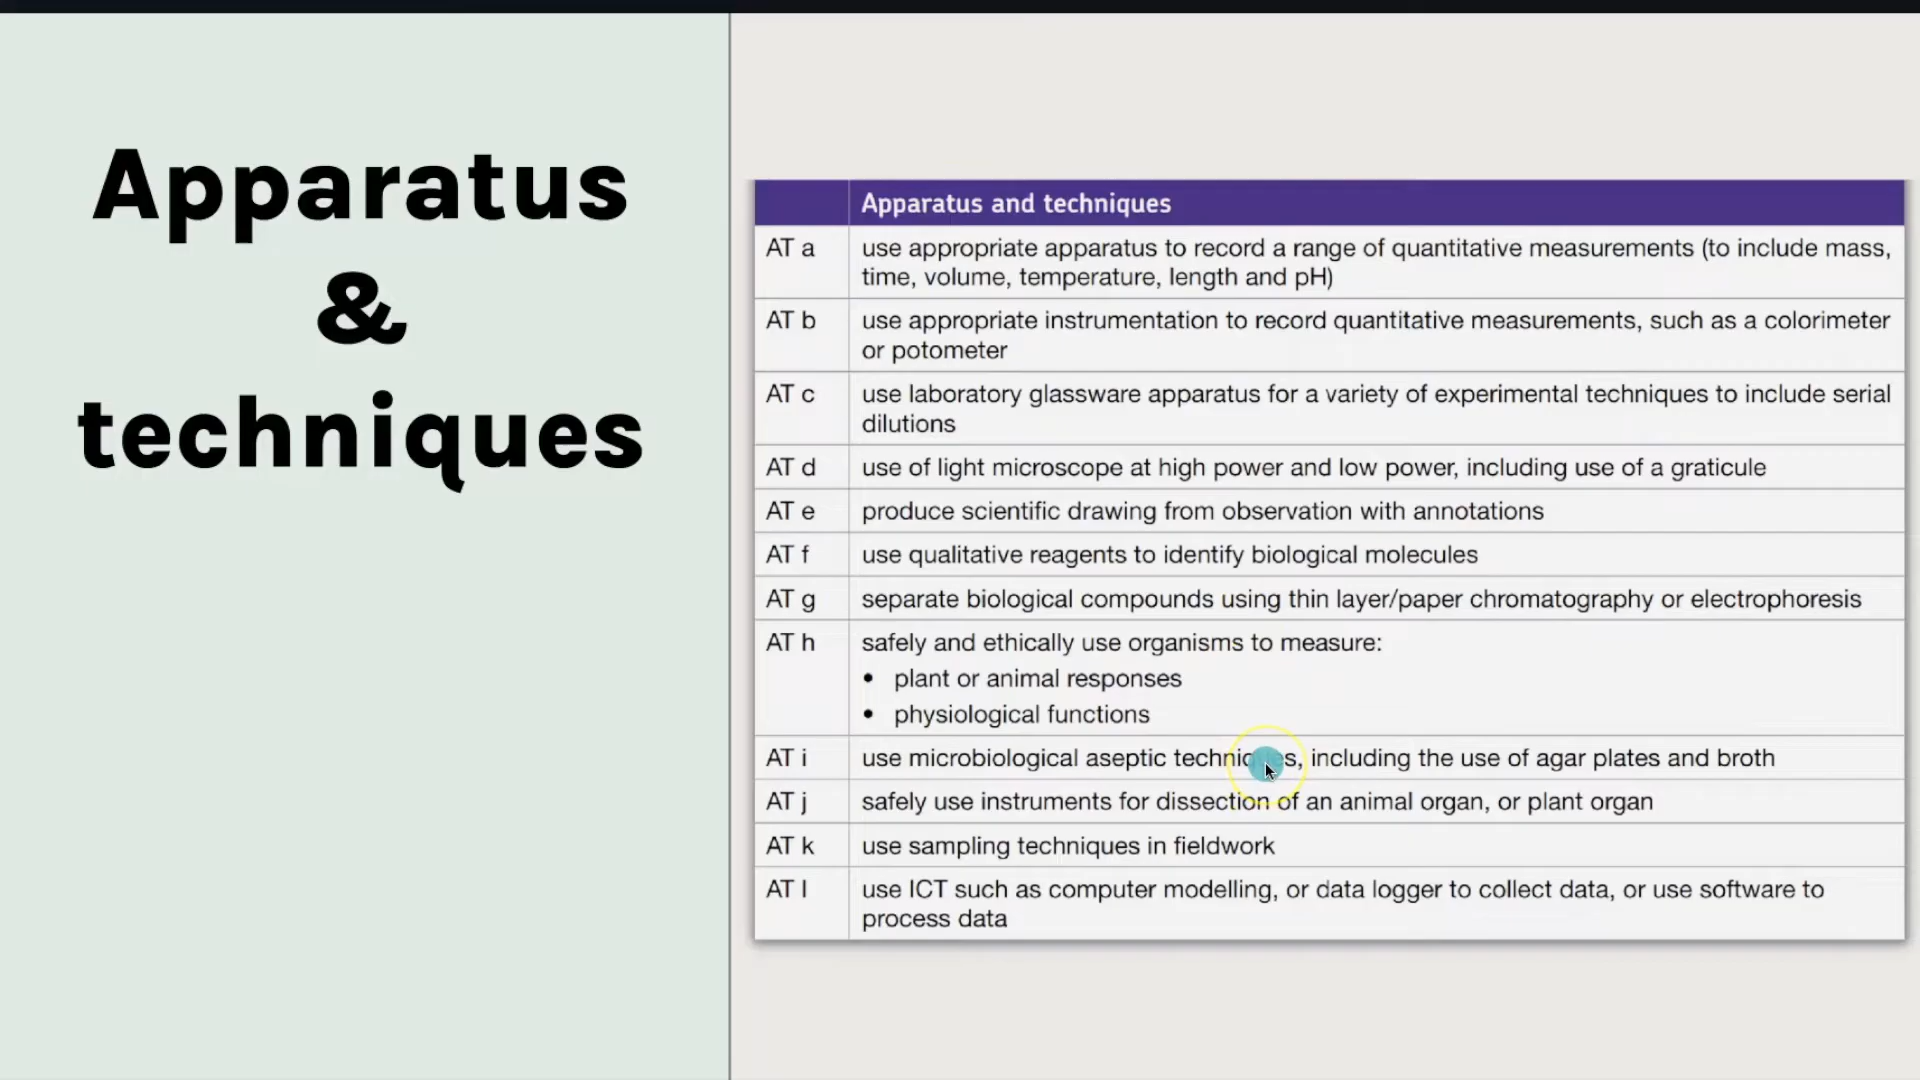 Apparatus
&
techniques
Apparatus and techniques
AT a use appropriate apparatus to record a range of quantitative measurements (to include mass,
time, volume, temperature, length and pH)
AT b use appropriate instrumentation to record quantitative measurements, such as a colorimeter
or potometer
AT c use laboratory glassware apparatus for a variety of experimental techniques to include serial
dilutions
AT d use of light microscope at high power and low power, including use of a graticule
AT e produce scientific drawing from observation with annotations
AT f use qualitative reagents to identify biological molecules
AT g separate biological compounds using thin layer/paper chromatography or electrophoresis
AT h safely and ethically use organisms to measure:
• plant or animal responses
• physiological functions
AT i use microbiological aseptic techniques, including the use of agar plates and broth
AT j safely use instruments for dissection of an animal organ, or plant organ
AT k use sampling techniques in fieldwork
AT l use ICT such as computer modelling, or data logger to collect data, or use software to
process data